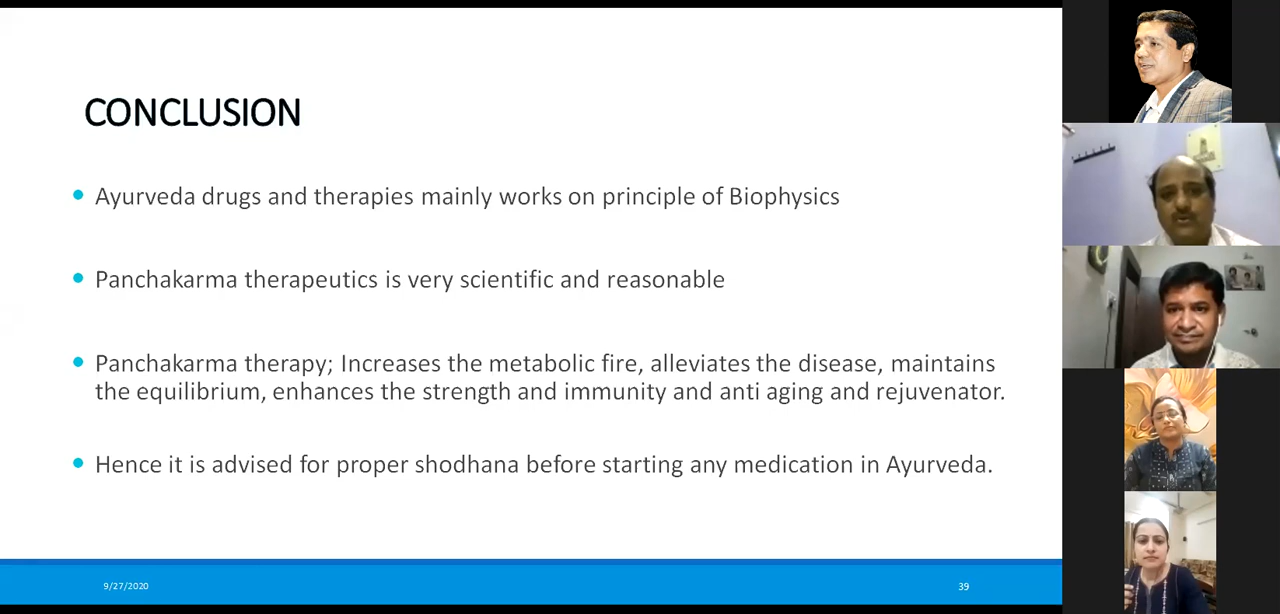 CONCLUSION
Ayurveda drugs and therapies mainly works on principle of Biophysics
Panchakarma therapeutics is very scientific and reasonable
Panchakarma therapy; Increases the metabolic fire, alleviates the disease, maintains
the equilibrium, enhances the strength and immunity and anti aging and rejuvenator.
Hence it is advised for proper shodhana before starting any medication in Ayurveda.
9/27/2020
39